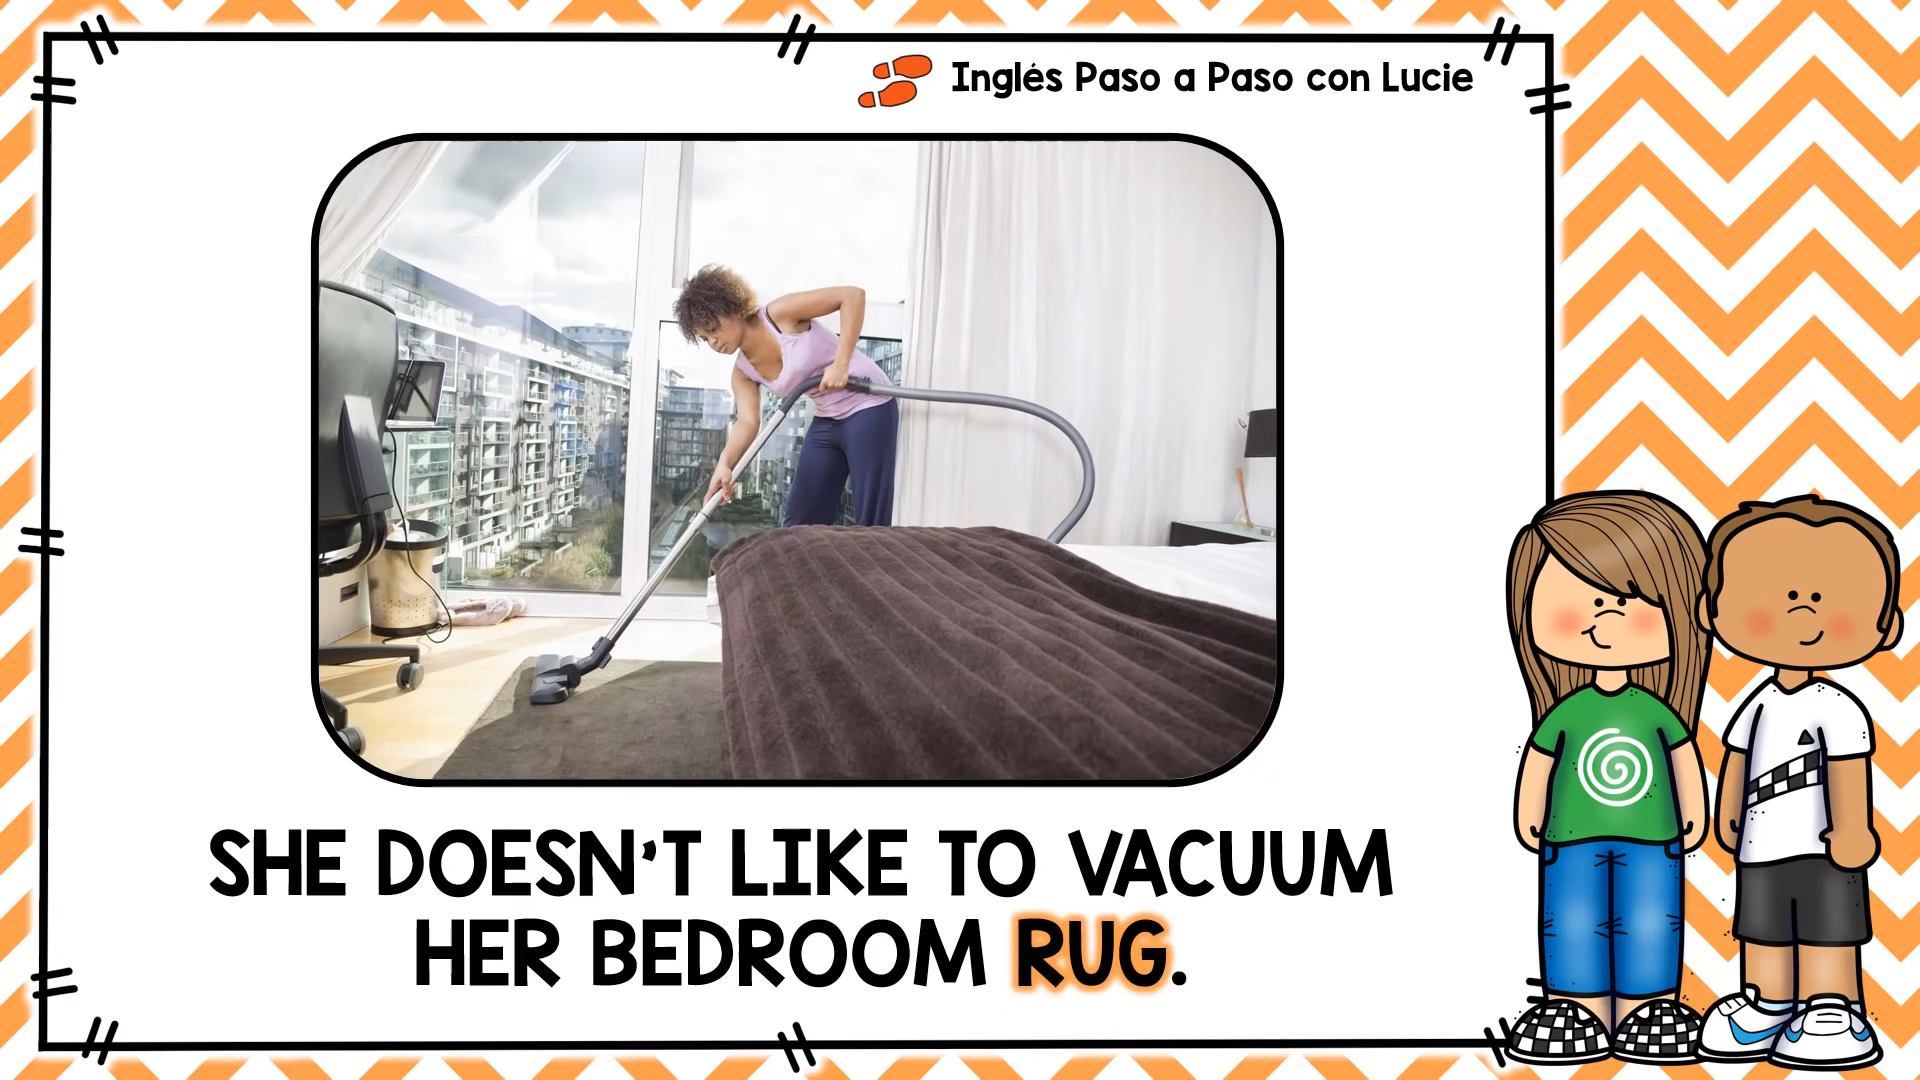 Inglés Paso a Paso con Lucie
SHE DOESN'T LIKE TO VACUUM
HER BEDROOM RUG.